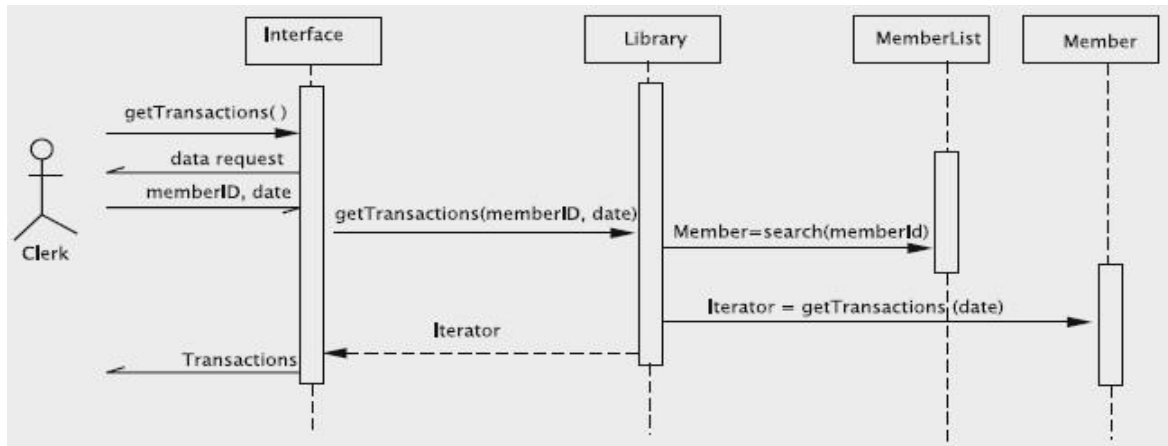 Interface
Library
MemberList
Member
getTransactions( )
data request
memberID, date
Clerk
getTransactions(memberID, date)
Member=search(memberId)
Iterator = getTransactions (date)
Iterator
Transactions